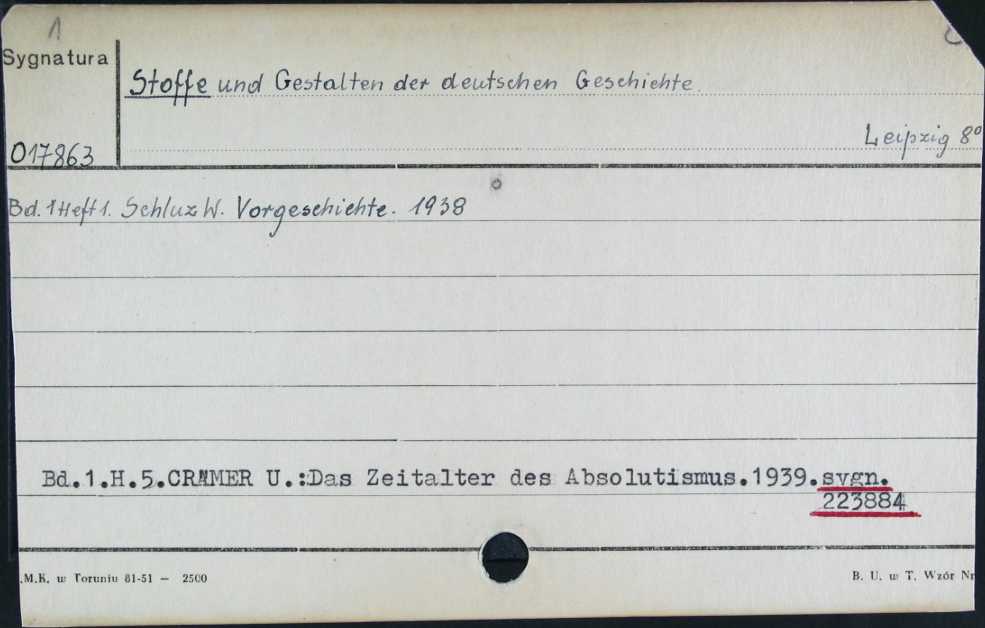 1
Sygnatura
Stoffe und Gestalten der deutschen Geschichte.
Leipzig 8°
017863
Bd. 1 Heft 1. Schluz W. Vorgeschichte. 1938
Bd.1.H.5.CRAMER U.:Das Zeitalter des Absolutismus.1939.sygn.
223884
.M.K. w Toruniu 81-51 — 2500
B. U. w T. Wzór Nr